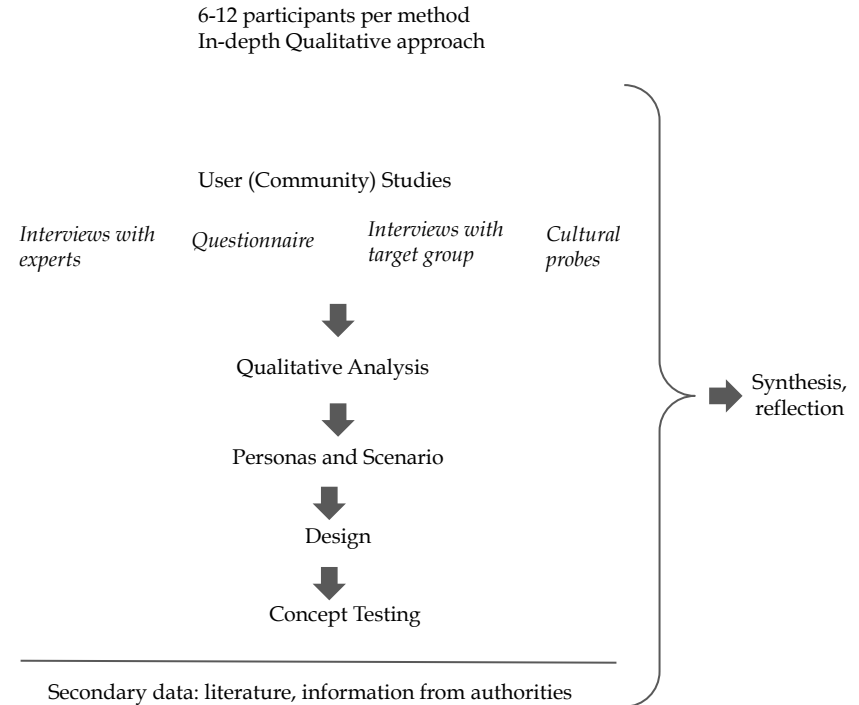 6-12 participants per method
In-depth Qualitative approach
User (Community) Studies
Interviews with
experts
Questionnaire
Interviews with
target group
Cultural
probes
Qualitative Analysis
Personas and Scenario
Design
Concept Testing
Synthesis,
reflection
Secondary data: literature, information from authorities